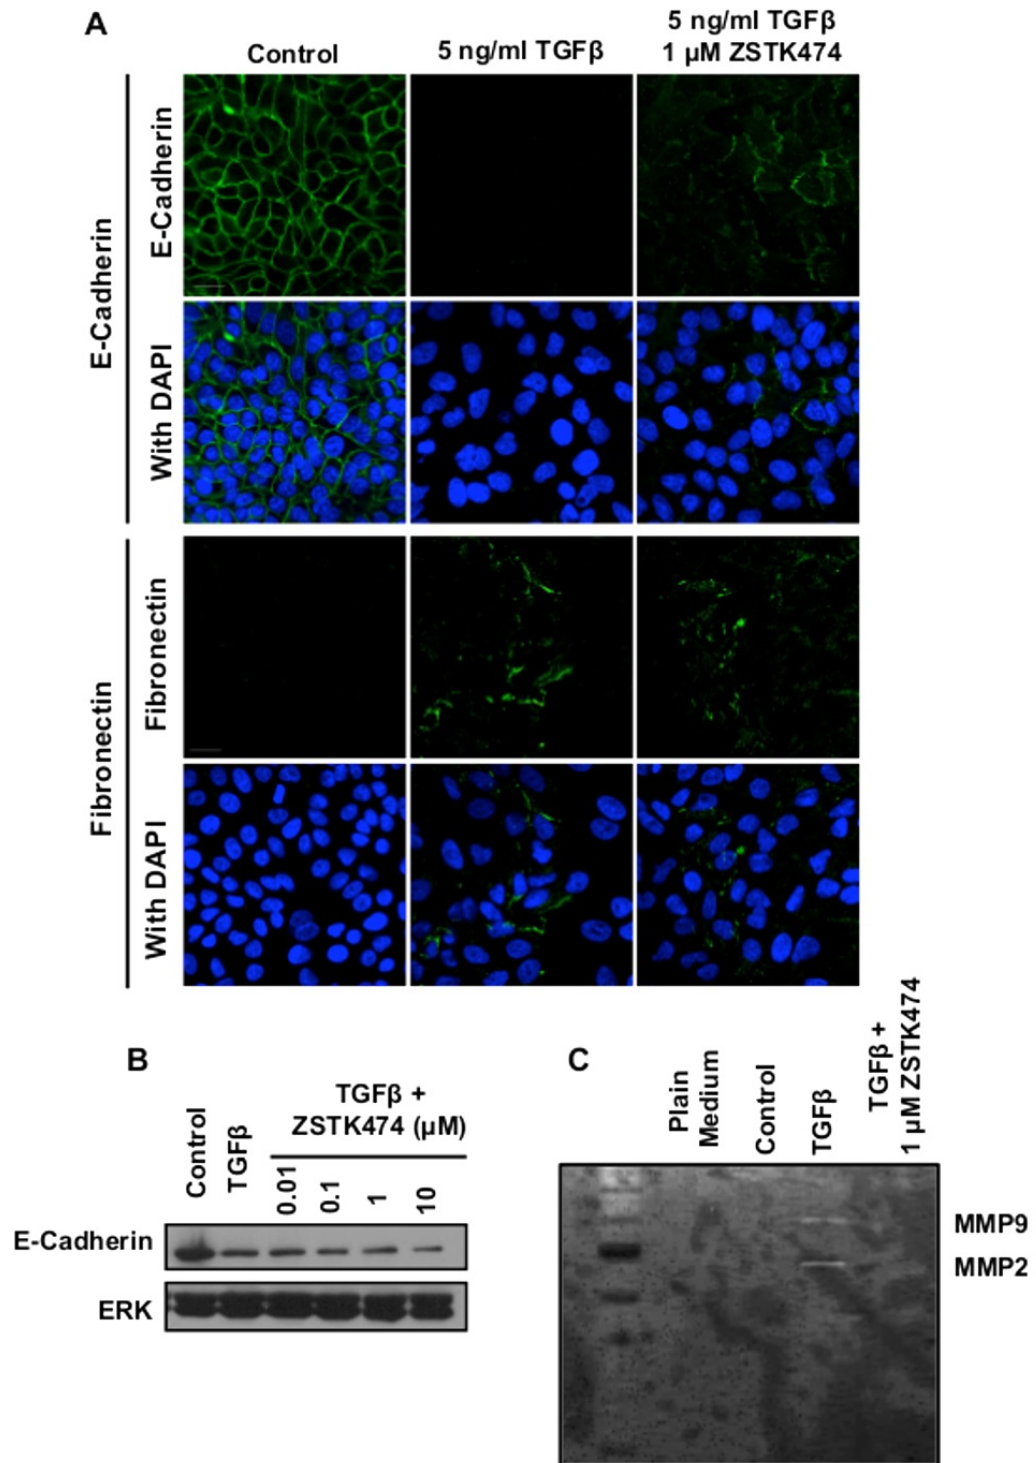 A
Control
5 ng/ml TGFβ
5 ng/ml TGFβ
1 µM ZSTK474
E-Cadherin
E-Cadherin
With DAPI
Fibronectin
Fibronectin
With DAPI
B
Control
TGFβ
TGFβ +
ZSTK474 (µM)
0.01
0.1
1
10
E-Cadherin
ERK
C
Plain
Medium
Control
TGFβ
TGFβ +
1 µM ZSTK474
MMP9
MMP2